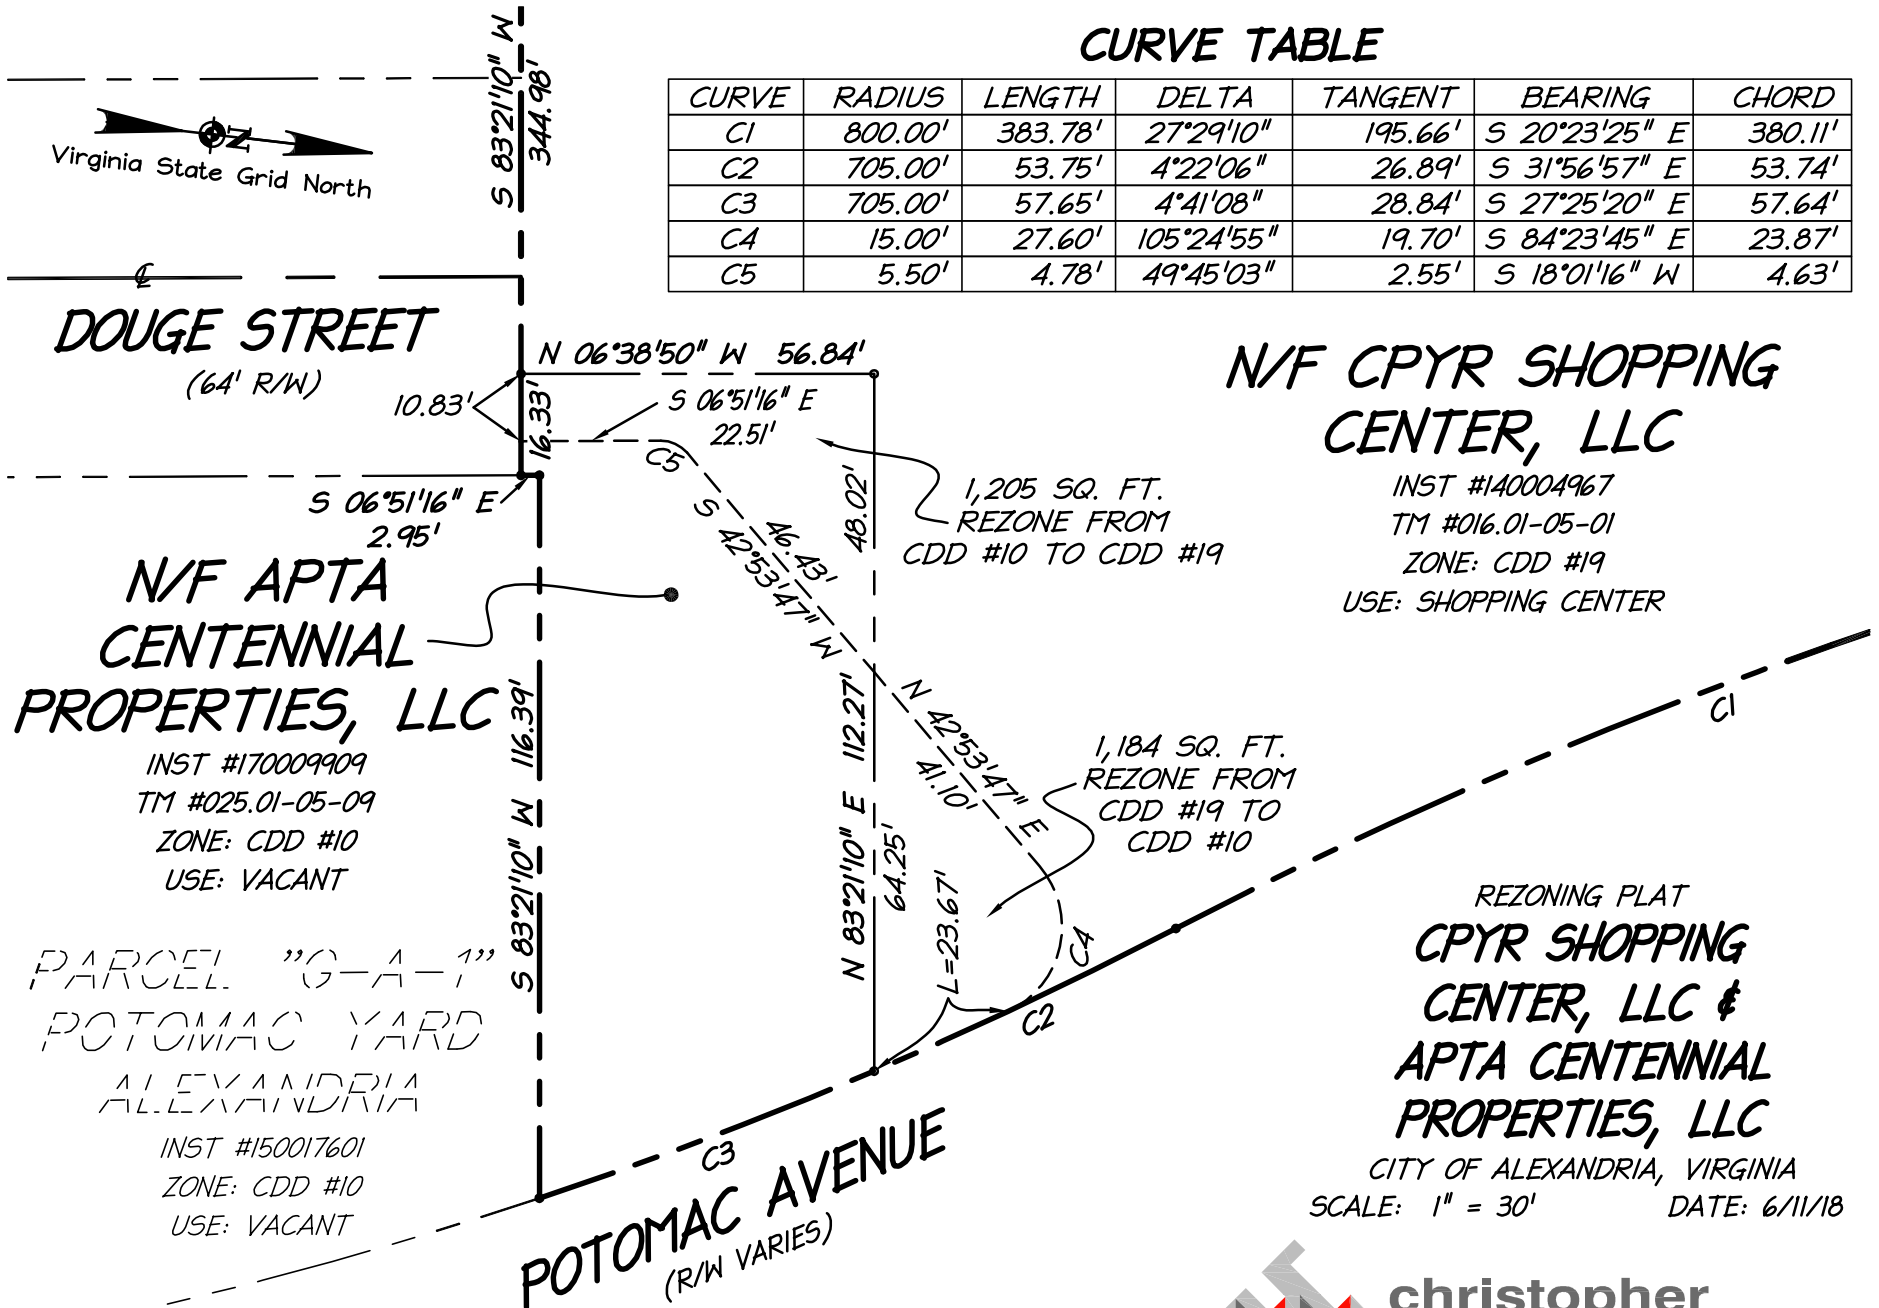 CURVE TABLE
CURVE RADIUS LENGTH DELTA TANGENT BEARING CHORD
C1 800.00' 383.78' 27°29'10" 195.66' S 20°23'25" E 380.11'
C2 705.00' 53.75' 4°22'06" 26.89' S 31°56'57" E 53.74'
C3 705.00' 57.65' 4°41'08" 28.84' S 27°25'20" E 57.64'
C4 15.00' 27.60' 105°24'55" 19.70' S 84°23'45" E 23.87'
C5 5.50' 4.78' 49°45'03" 2.55' S 18°01'16" W 4.63'
S 83°21'10" W
344.98'
N
Virginia State Grid North
℄
DOUGE STREET
(64' R/W)
N 06°38'50" W 56.84'
10.83'
16.33'
S 06°51'16" E
22.51'
C5
S 06°51'16" E
2.95'
48.02'
1,205 SQ. FT.
REZONE FROM
CDD #10 TO CDD #19
N/F CPYR SHOPPING
CENTER, LLC
INST #140004967
TM #016.01-05-01
ZONE: CDD #19
USE: SHOPPING CENTER
46.43'
S 42°53'47" W
N/F APTA
CENTENNIAL
PROPERTIES, LLC
INST #170009909
TM #025.01-05-09
ZONE: CDD #10
USE: VACANT
S 83°21'10" W 116.39'
N 83°21'10" E 112.27'
64.25'
N 42°53'47" E
41.10'
C1
1,184 SQ. FT.
REZONE FROM
CDD #19 TO
CDD #10
L=23.67'
C4
C2
C3
PARCEL "G-A-1"
POTOMAC YARD
ALEXANDRIA
INST #150017601
ZONE: CDD #10
USE: VACANT
POTOMAC AVENUE
(R/W VARIES)
REZONING PLAT
CPYR SHOPPING
CENTER, LLC &
APTA CENTENNIAL
PROPERTIES, LLC
CITY OF ALEXANDRIA, VIRGINIA
SCALE: 1" = 30' DATE: 6/11/18
christopher